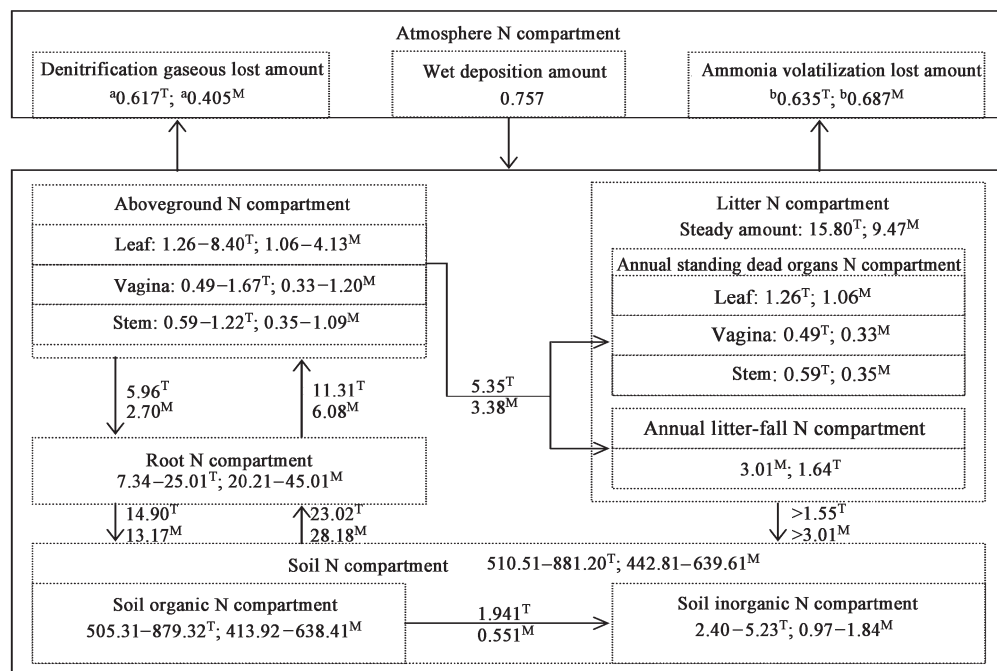 Atmosphere N compartment
Denitrification gaseous lost amount
ᵃ0.617ᵀ; ᵃ0.405ᴹ
Wet deposition amount
0.757
Ammonia volatilization lost amount
ᵇ0.635ᵀ; ᵇ0.687ᴹ
Aboveground N compartment
Leaf: 1.26−8.40ᵀ; 1.06−4.13ᴹ
Vagina: 0.49−1.67ᵀ; 0.33−1.20ᴹ
Stem: 0.59−1.22ᵀ; 0.35−1.09ᴹ
Litter N compartment
Steady amount: 15.80ᵀ; 9.47ᴹ
Annual standing dead organs N compartment
Leaf: 1.26ᵀ; 1.06ᴹ
Vagina: 0.49ᵀ; 0.33ᴹ
Stem: 0.59ᵀ; 0.35ᴹ
5.96ᵀ
2.70ᴹ
11.31ᵀ
6.08ᴹ
5.35ᵀ
3.38ᴹ
Annual litter-fall N compartment
3.01ᴹ; 1.64ᵀ
Root N compartment
7.34−25.01ᵀ; 20.21−45.01ᴹ
14.90ᵀ
13.17ᴹ
23.02ᵀ
28.18ᴹ
>1.55ᵀ
>3.01ᴹ
Soil N compartment 510.51−881.20ᵀ; 442.81−639.61ᴹ
Soil organic N compartment
505.31−879.32ᵀ; 413.92−638.41ᴹ
1.941ᵀ
0.551ᴹ
Soil inorganic N compartment
2.40−5.23ᵀ; 0.97−1.84ᴹ